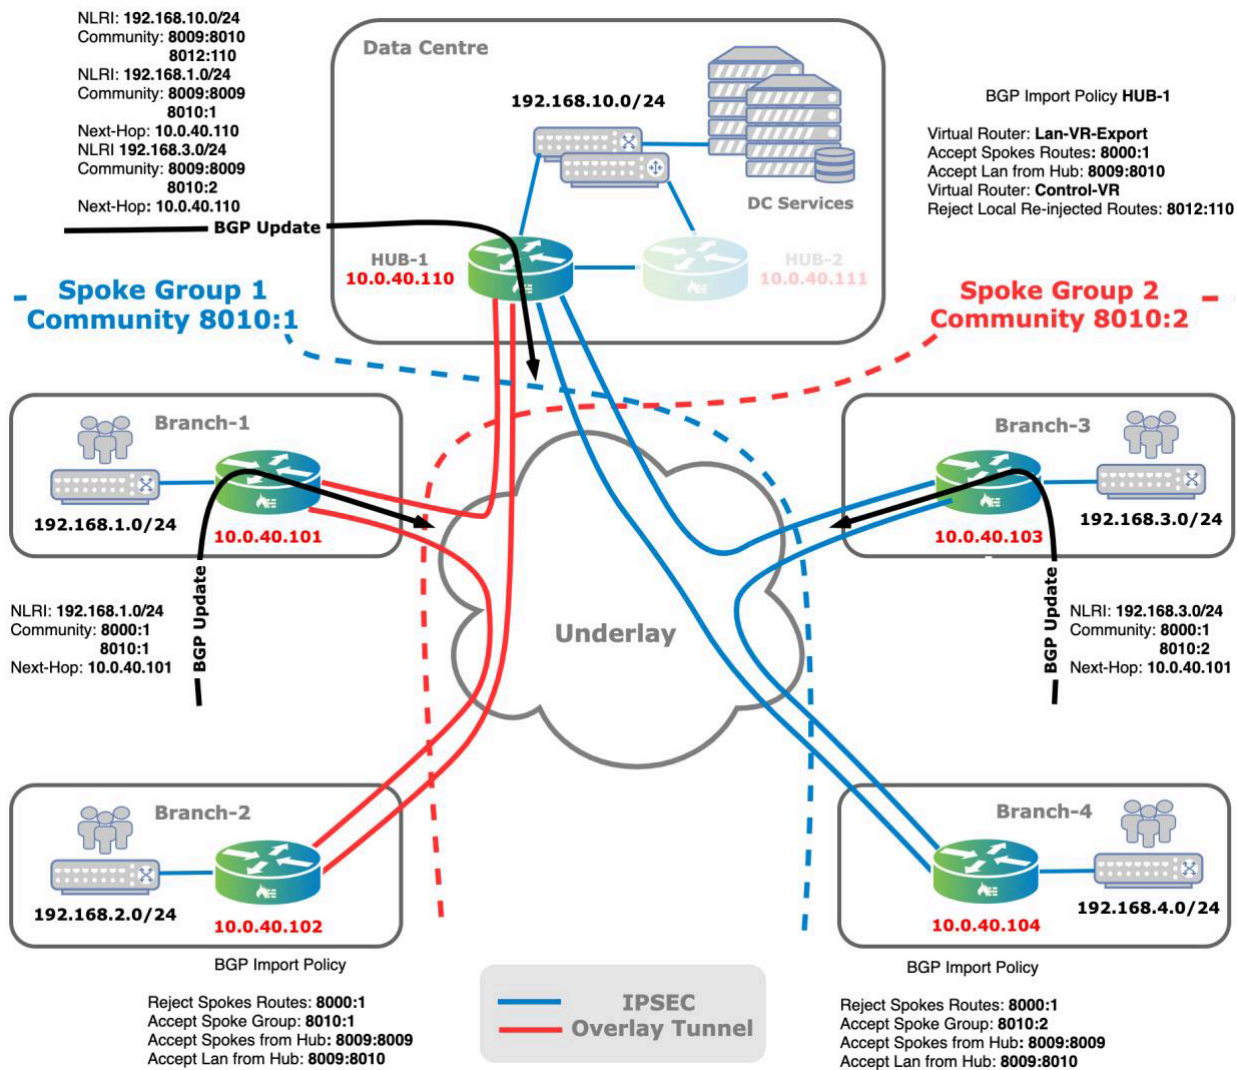 NLRI: 192.168.10.0/24
Community: 8009:8010
8012:110
NLRI: 192.168.1.0/24
Community: 8009:8009
8010:1
Next-Hop: 10.0.40.110
NLRI 192.168.3.0/24
Community: 8009:8009
8010:2
Next-Hop: 10.0.40.110
BGP Update
Data Centre
192.168.10.0/24
DC Services
HUB-1
10.0.40.110
HUB-2
10.0.40.111
BGP Import Policy HUB-1
Virtual Router: Lan-VR-Export
Accept Spokes Routes: 8000:1
Accept Lan from Hub: 8009:8010
Virtual Router: Control-VR
Reject Local Re-injected Routes: 8012:110
Spoke Group 1
Community 8010:1
Spoke Group 2
Community 8010:2
Branch-1
192.168.1.0/24
10.0.40.101
BGP Update
NLRI: 192.168.1.0/24
Community: 8000:1
8010:1
Next-Hop: 10.0.40.101
Underlay
Branch-3
192.168.3.0/24
10.0.40.103
BGP Update
NLRI: 192.168.3.0/24
Community: 8000:1
8010:2
Next-Hop: 10.0.40.101
Branch-2
192.168.2.0/24
10.0.40.102
BGP Import Policy
Reject Spokes Routes: 8000:1
Accept Spoke Group: 8010:1
Accept Spokes from Hub: 8009:8009
Accept Lan from Hub: 8009:8010
IPSEC
Overlay Tunnel
Branch-4
192.168.4.0/24
10.0.40.104
BGP Import Policy
Reject Spokes Routes: 8000:1
Accept Spoke Group: 8010:2
Accept Spokes from Hub: 8009:8009
Accept Lan from Hub: 8009:8010